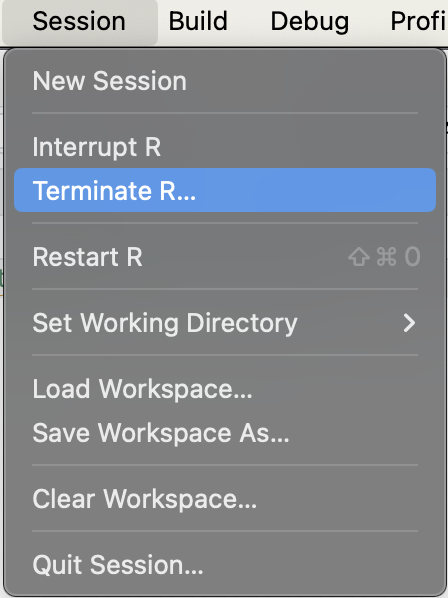 Session Build Debug Profi
New Session
Interrupt R
Terminate R...
Restart R ⇧⌘0
Set Working Directory
Load Workspace...
Save Workspace As...
Clear Workspace...
Quit Session...